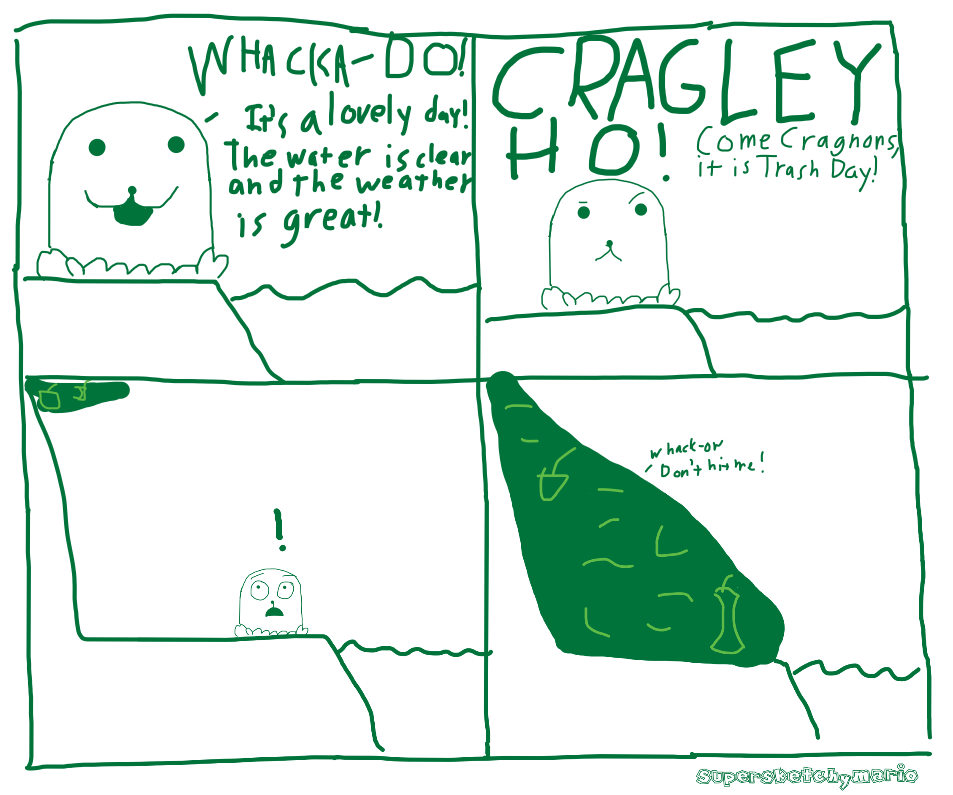 WHACKA-DO!
It's a lovely day!
The water is clear
and the weather
is great!
CRAGLEY
HO!
Come Cragnons,
it is Trash Day!
!
Whack-ow
Don't hit me!
supersketchymario